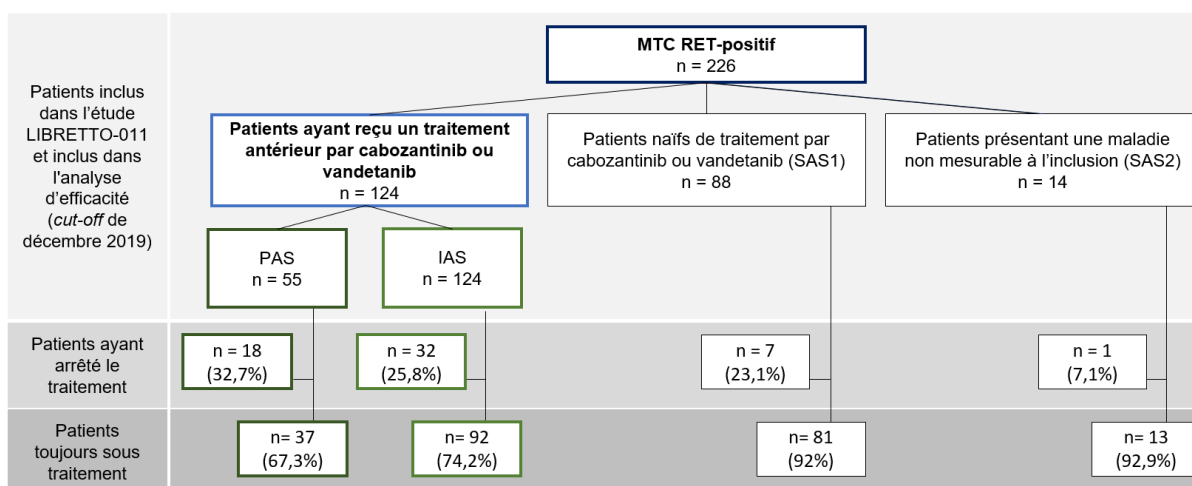 MTC RET-positif
n = 226
Patients inclus
dans l'étude
LIBRETTO-011
et inclus dans
l'analyse
d'efficacité
(cut-off de
décembre 2019)
Patients ayant reçu un traitement
antérieur par cabozantinib ou
vandetanib
n = 124
Patients naïfs de traitement par
cabozantinib ou vandetanib (SAS1)
n = 88
Patients présentant une maladie
non mesurable à l'inclusion (SAS2)
n = 14
PAS
n = 55
IAS
n = 124
Patients ayant
arrêté le
traitement
n = 18
(32,7%)
n = 32
(25,8%)
n = 7
(23,1%)
n = 1
(7,1%)
Patients
toujours sous
traitement
n= 37
(67,3%)
n= 92
(74,2%)
n= 81
(92%)
n= 13
(92,9%)